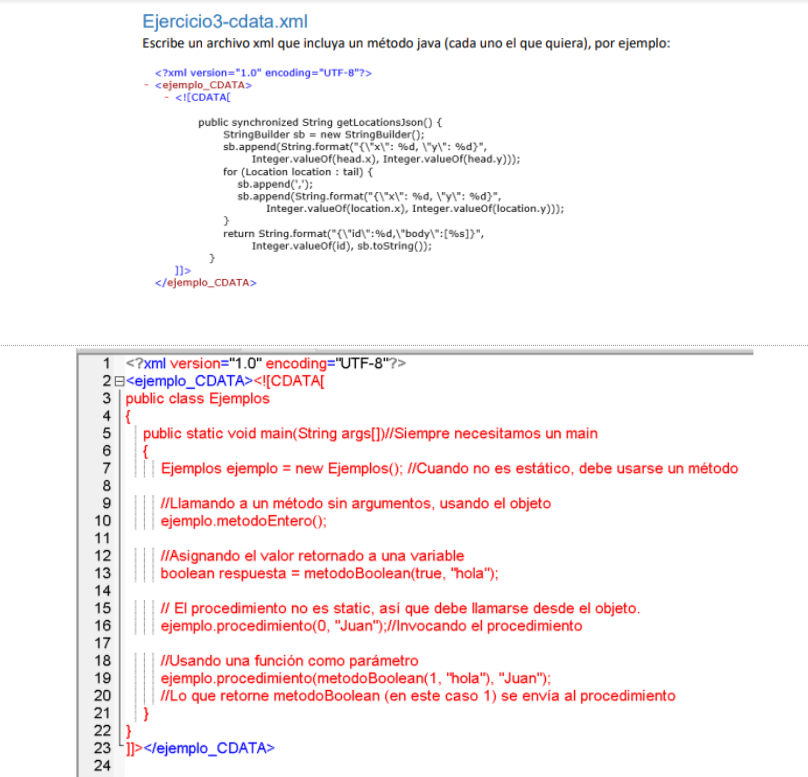 Ejercicio3-cdata.xml
Escribe un archivo xml que incluya un método java (cada uno el que quiera), por ejemplo:
<?xml version="1.0" encoding="UTF-8"?>
- <ejemplo_CDATA>
- <![CDATA[
public synchronized String getLocationsJson() {
StringBuilder sb = new StringBuilder();
sb.append(String.format("{\"x\": %d, \"y\": %d}",
Integer.valueOf(head.x), Integer.valueOf(head.y)));
for (Location location : tail) {
sb.append(',');
sb.append(String.format("{\"x\": %d, \"y\": %d}",
Integer.valueOf(location.x), Integer.valueOf(location.y)));
}
return String.format("{\"id\":%d,\"body\":[%s]}",
Integer.valueOf(id), sb.toString());
}
]]>
</ejemplo_CDATA>
1 <?xml version="1.0" encoding="UTF-8"?>
2 <ejemplo_CDATA><![CDATA[
3 public class Ejemplos
4 {
5 public static void main(String args[])//Siempre necesitamos un main
6 {
7 Ejemplos ejemplo = new Ejemplos(); //Cuando no es estático, debe usarse un método
8
9 //Llamando a un método sin argumentos, usando el objeto
10 ejemplo.metodoEntero();
11
12 //Asignando el valor retornado a una variable
13 boolean respuesta = metodoBoolean(true, "hola");
14
15 // El procedimiento no es static, así que debe llamarse desde el objeto.
16 ejemplo.procedimiento(0, "Juan");//Invocando el procedimiento
17
18 //Usando una función como parámetro
19 ejemplo.procedimiento(metodoBoolean(1, "hola"), "Juan");
20 //Lo que retorne metodoBoolean (en este caso 1) se envía al procedimiento
21 }
22 }
23 ]]></ejemplo_CDATA>
24